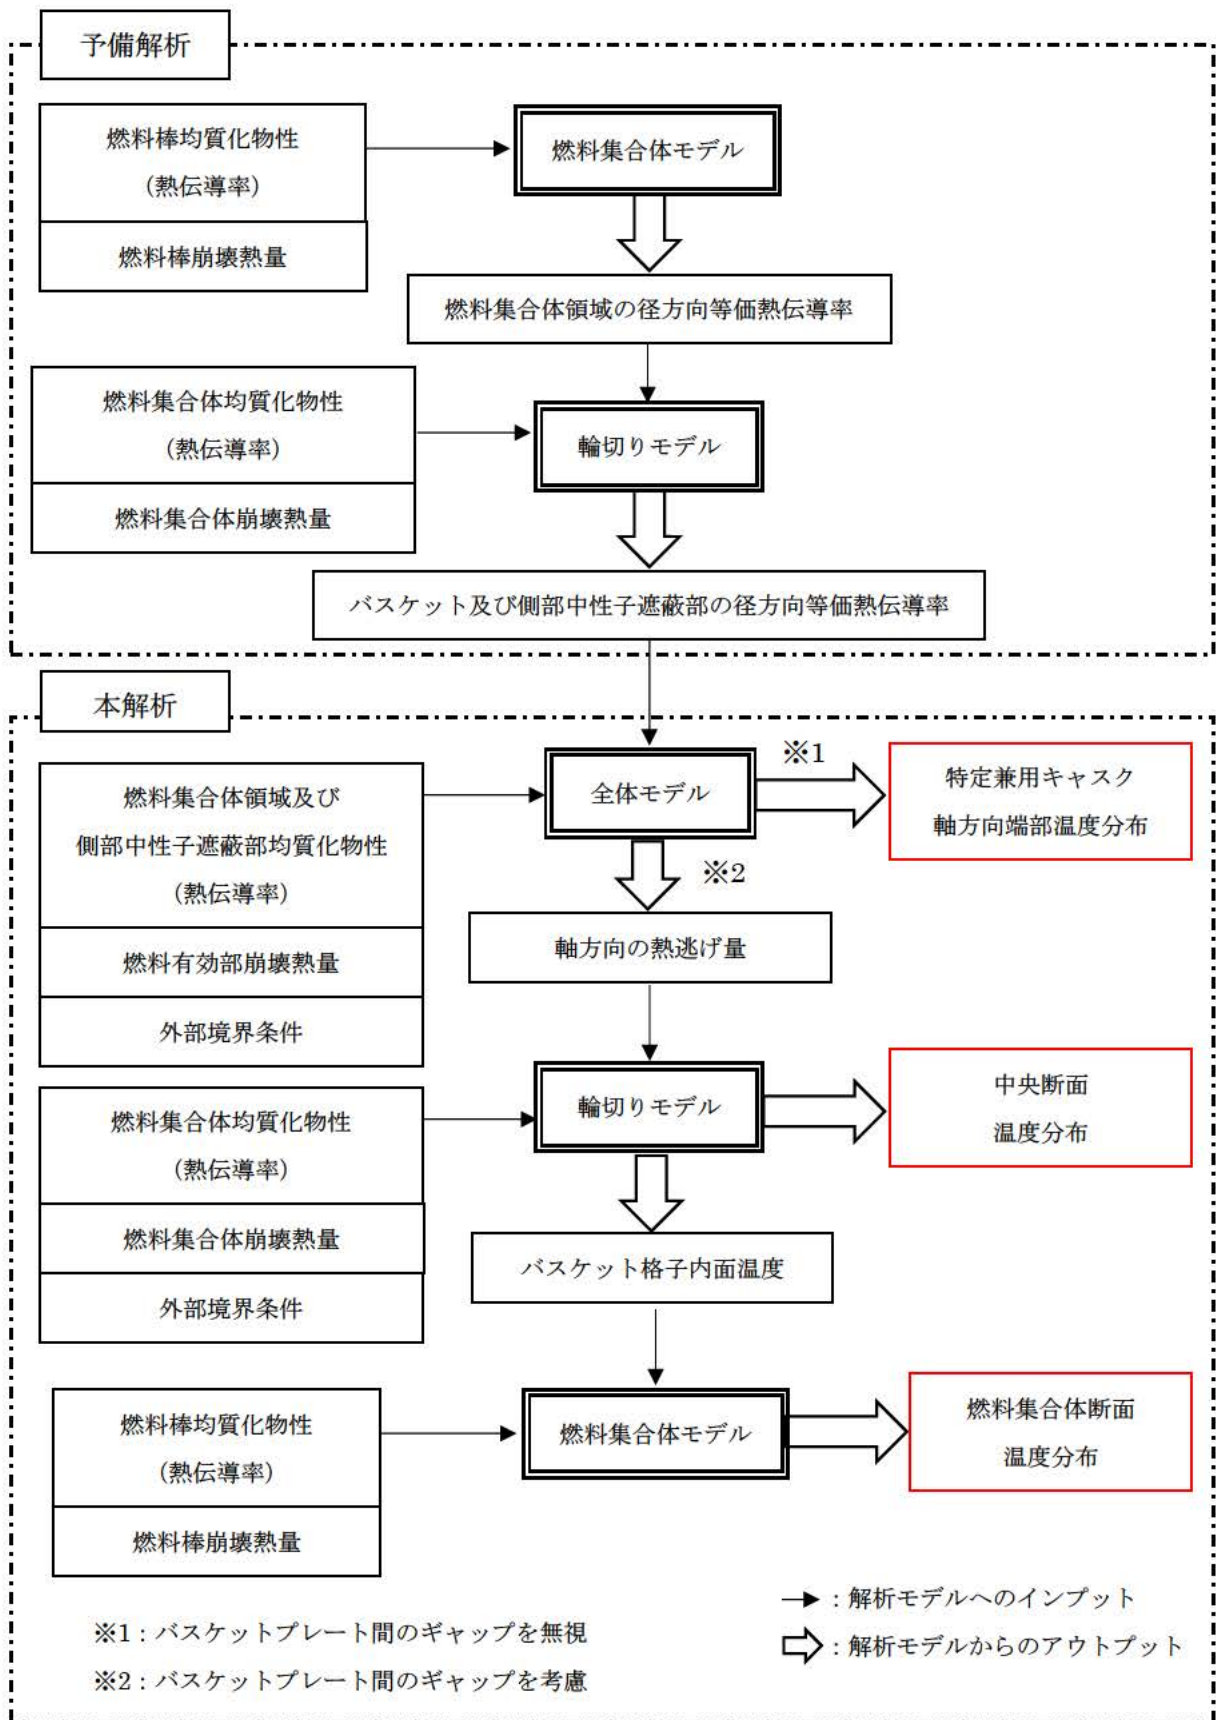 予備解析
燃料棒均質化物性
(熱伝導率)
燃料棒崩壊熱量
燃料集合体モデル
燃料集合体領域の径方向等価熱伝導率
燃料集合体均質化物性
(熱伝導率)
燃料集合体崩壊熱量
輪切りモデル
バスケット及び側部中性子遮蔽部の径方向等価熱伝導率
本解析
燃料集合体領域及び
側部中性子遮蔽部均質化物性
(熱伝導率)
燃料有効部崩壊熱量
外部境界条件
全体モデル
※1
特定兼用キャスク
軸方向端部温度分布
※2
軸方向の熱逃げ量
燃料集合体均質化物性
(熱伝導率)
燃料集合体崩壊熱量
外部境界条件
輪切りモデル
中央断面
温度分布
バスケット格子内面温度
燃料棒均質化物性
(熱伝導率)
燃料棒崩壊熱量
燃料集合体モデル
燃料集合体断面
温度分布
※1：バスケットプレート間のギャップを無視
※2：バスケットプレート間のギャップを考慮
：解析モデルへのインプット
：解析モデルからのアウトプット